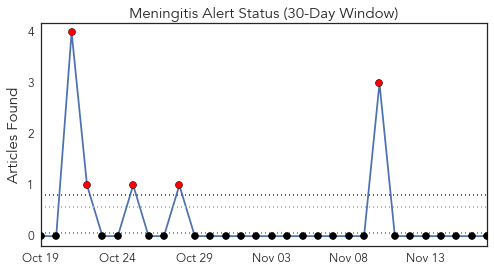 Meningitis Alert Status (30-Day Window)
Articles Found
4
3
2
1
0
Oct 19 Oct 24 Oct 29 Nov 03 Nov 08 Nov 13